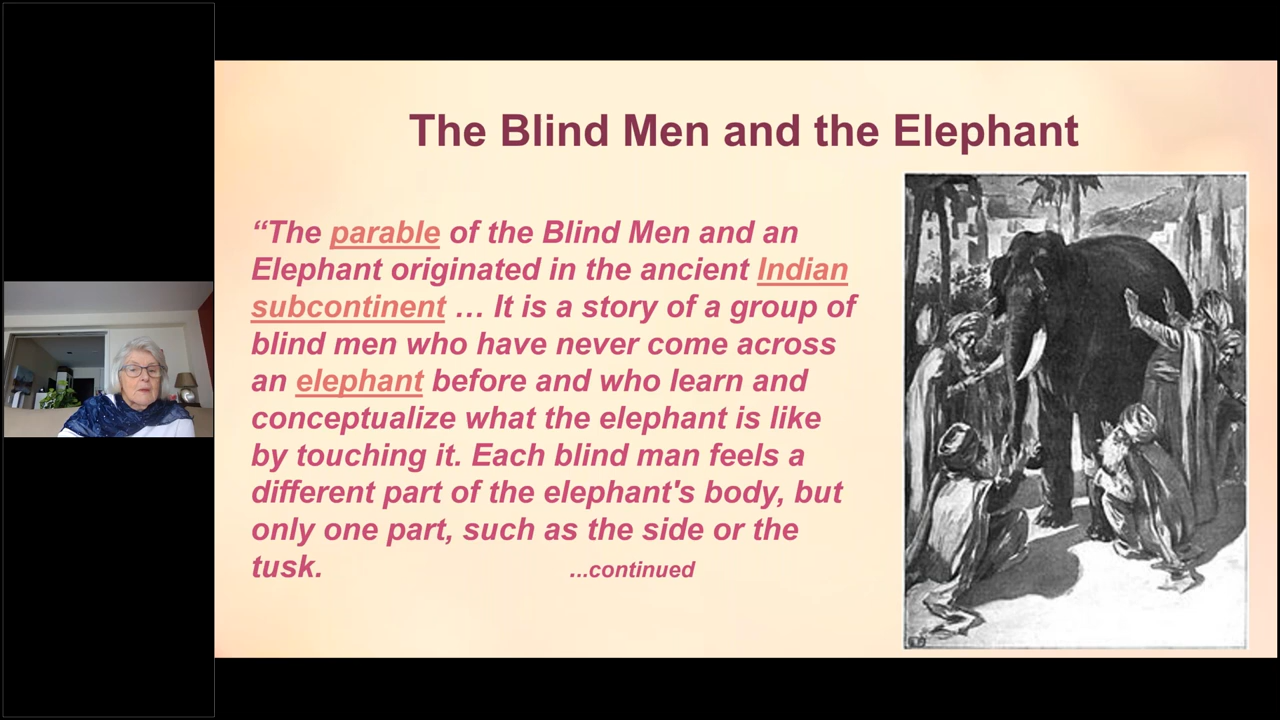 The Blind Men and the Elephant
“The parable of the Blind Men and an
Elephant originated in the ancient Indian
subcontinent … It is a story of a group of
blind men who have never come across
an elephant before and who learn and
conceptualize what the elephant is like
by touching it. Each blind man feels a
different part of the elephant's body, but
only one part, such as the side or the
tusk. ...continued